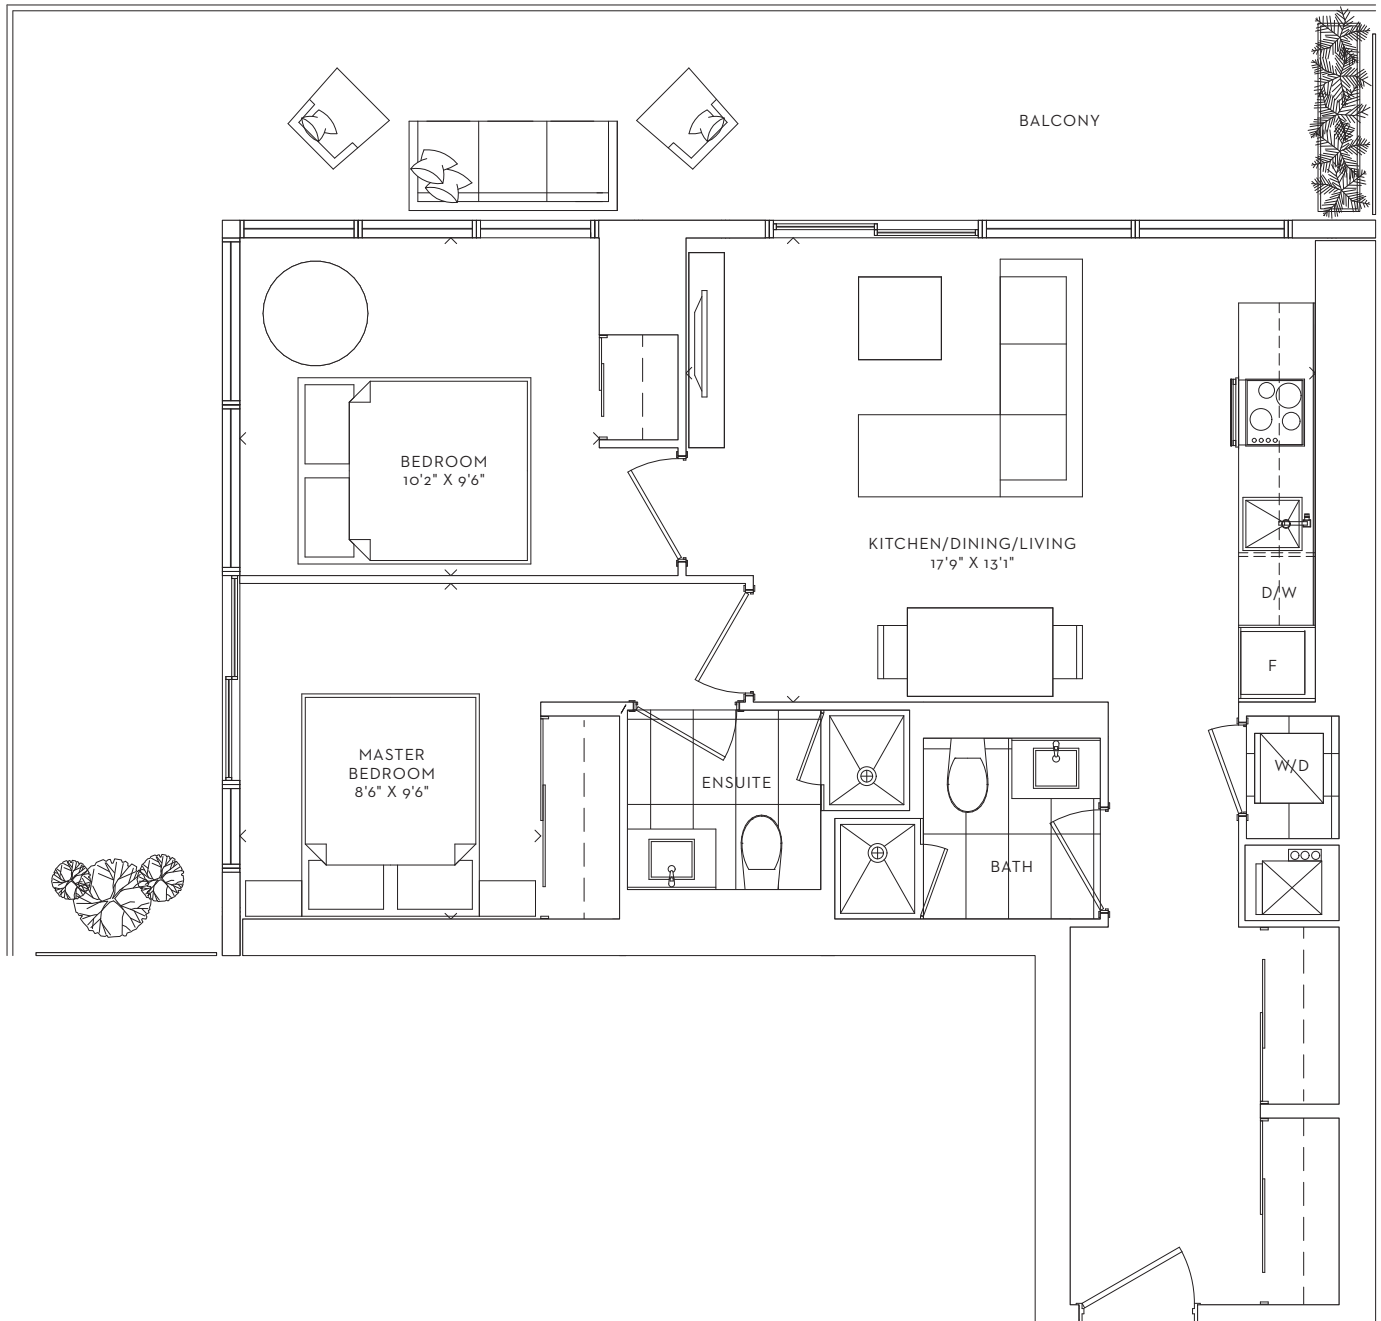 BALCONY
BEDROOM
10'2" X 9'6"
KITCHEN/DINING/LIVING
17'9" X 13'1"
D/W
F
MASTER
BEDROOM
8'6" X 9'6"
ENSUITE
W/D
BATH